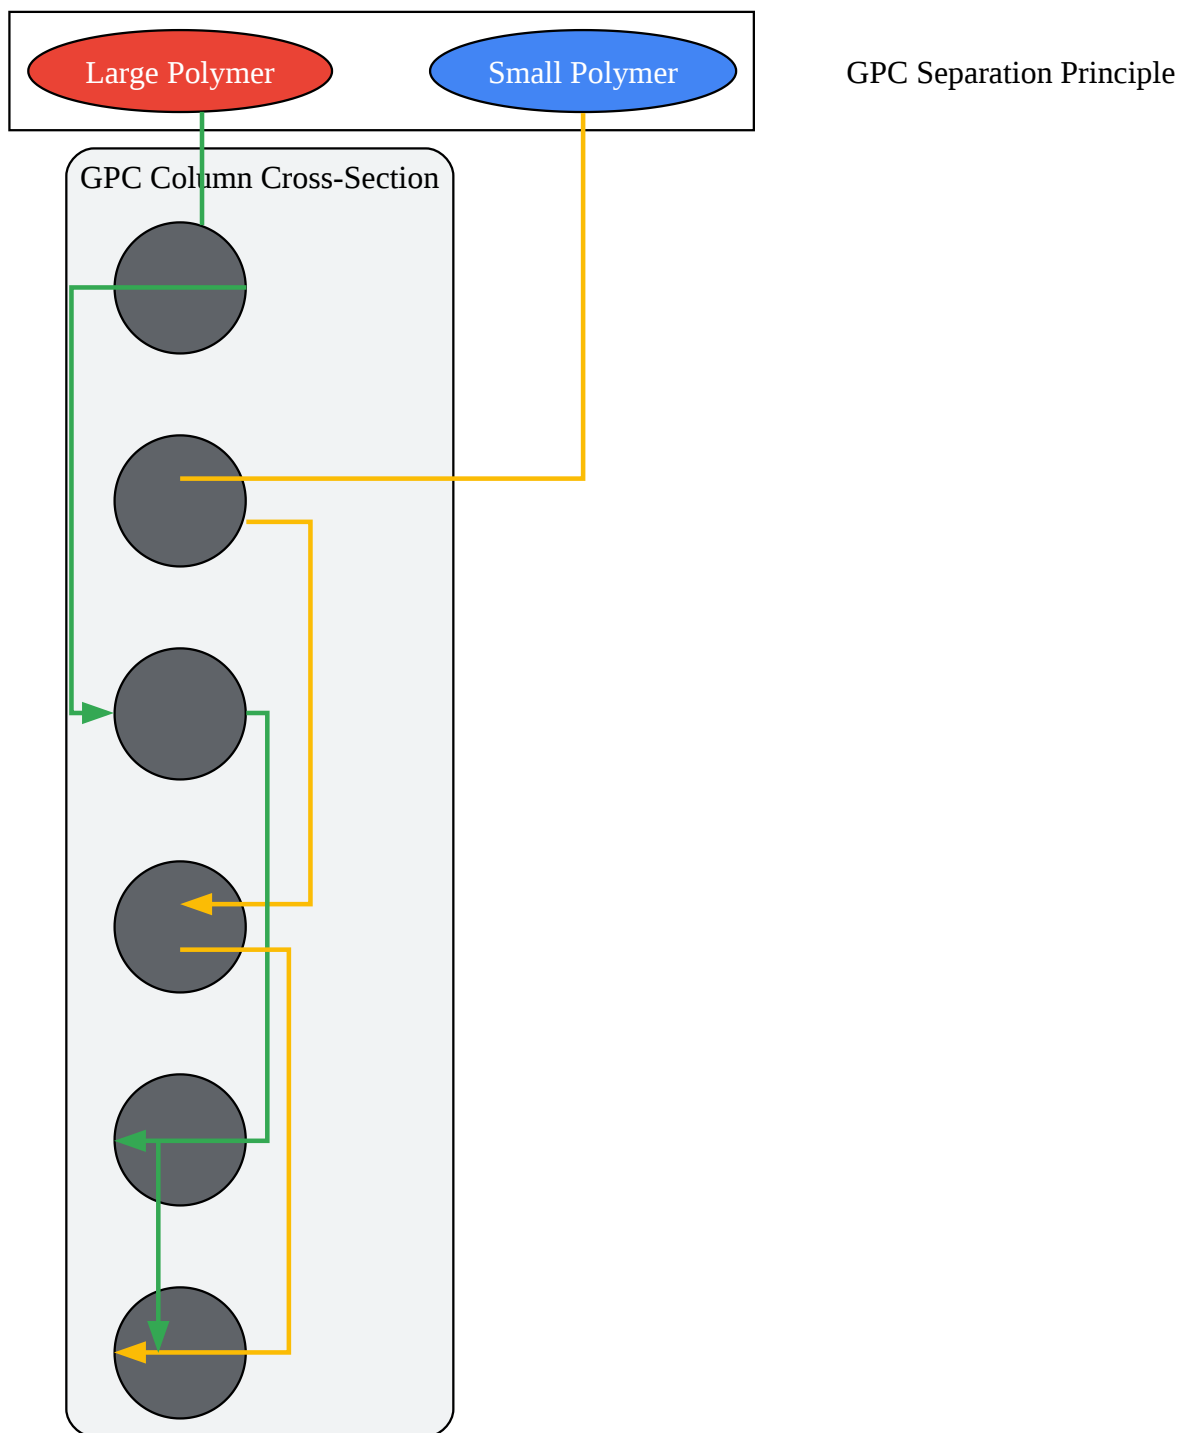 Large Polymer
Small Polymer
GPC Separation Principle
GPC Column Cross-Section